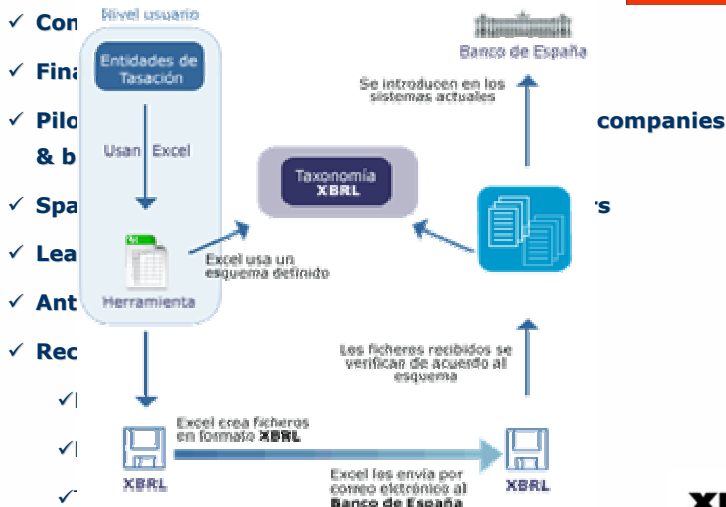 Nivel usuario
Entidades de
Tasación
Usan Excel
Herramienta
Excel usa un
esquema definido
Taxonomía
XBRL
Banco de España
Se introducen en los
sistemas actuales
Los ficheros recibidos se
verifican de acuerdo al
esquema
Excel crea ficheros
en formato XBRL
XBRL
Excel los envía por
correo
al
Banco de España
XBRL
✓ Con
✓ Fina
✓ Pilo companies
& b
✓ Spa rs
✓ Lea
✓ Ant
✓ Rec
✓
✓
✓